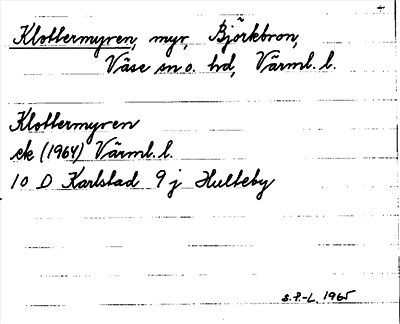 Klottermyren, myr, Björkbron,
Väse sn o. hd, Värml. l.
Klottermyren
ek (1964) Värml. l.
10 D Karlstad 9 j Hulteby
S.P.-L. 1965